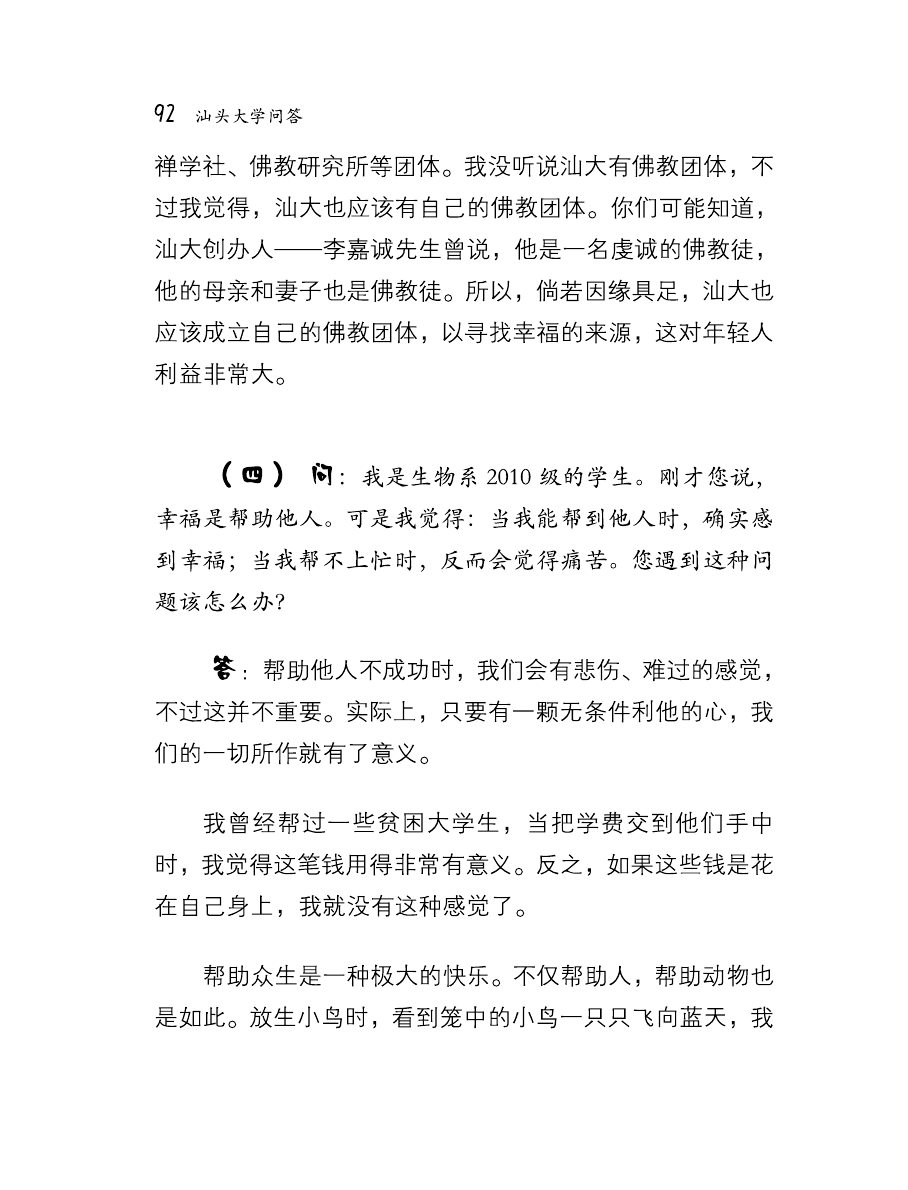 92 汕头大学问答
禅学社、佛教研究所等团体。我没听说汕大有佛教团体，不
过我觉得，汕大也应该有自己的佛教团体。你们可能知道，
汕大创办人——李嘉诚先生曾说，他是一名虔诚的佛教徒，
他的母亲和妻子也是佛教徒。所以，倘若因缘具足，汕大也
应该成立自己的佛教团体，以寻找幸福的来源，这对年轻人
利益非常大。
（四） 问：我是生物系 2010 级的学生。刚才您说，
幸福是帮助他人。可是我觉得：当我能帮到他人时，确实感
到幸福；当我帮不上忙时，反而会觉得痛苦。您遇到这种问
题该怎么办？
答：帮助他人不成功时，我们会有悲伤、难过的感觉，
不过这并不重要。实际上，只要有一颗无条件利他的心，我
们的一切所作就有了意义。
我曾经帮过一些贫困大学生，当把学费交到他们手中
时，我觉得这笔钱用得非常有意义。反之，如果这些钱是花
在自己身上，我就没有这种感觉了。
帮助众生是一种极大的快乐。不仅帮助人，帮助动物也
是如此。放生小鸟时，看到笼中的小鸟一只只飞向蓝天，我